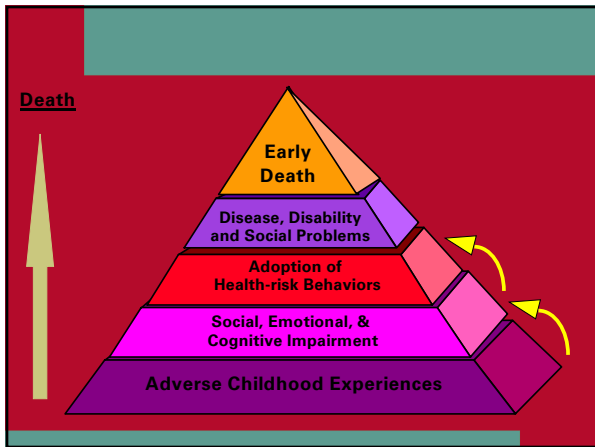 Death
Early
Death
Disease, Disability
and Social Problems
Adoption of
Health-risk Behaviors
Social, Emotional, &
Cognitive Impairment
Adverse Childhood Experiences